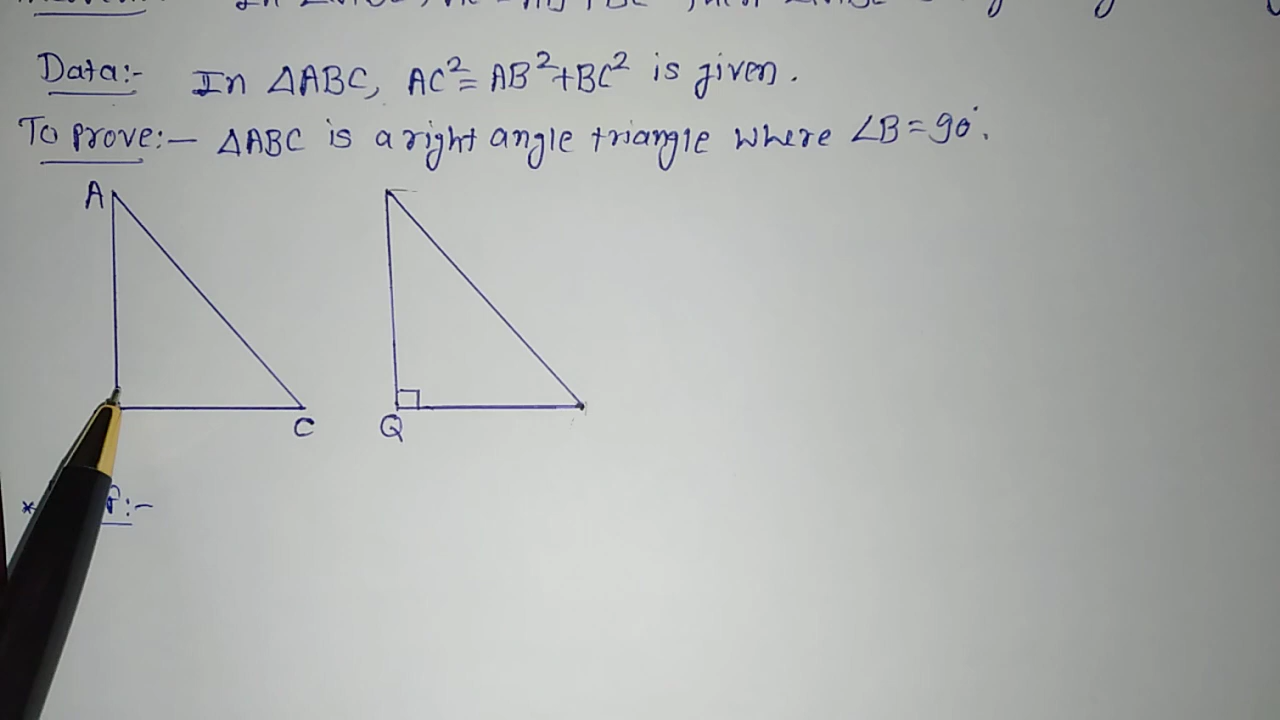 Data:- In ΔABC, AC²=AB²+BC² is given.
To prove:- ΔABC is a right angle triangle where ∠B=90°.
A
C Q